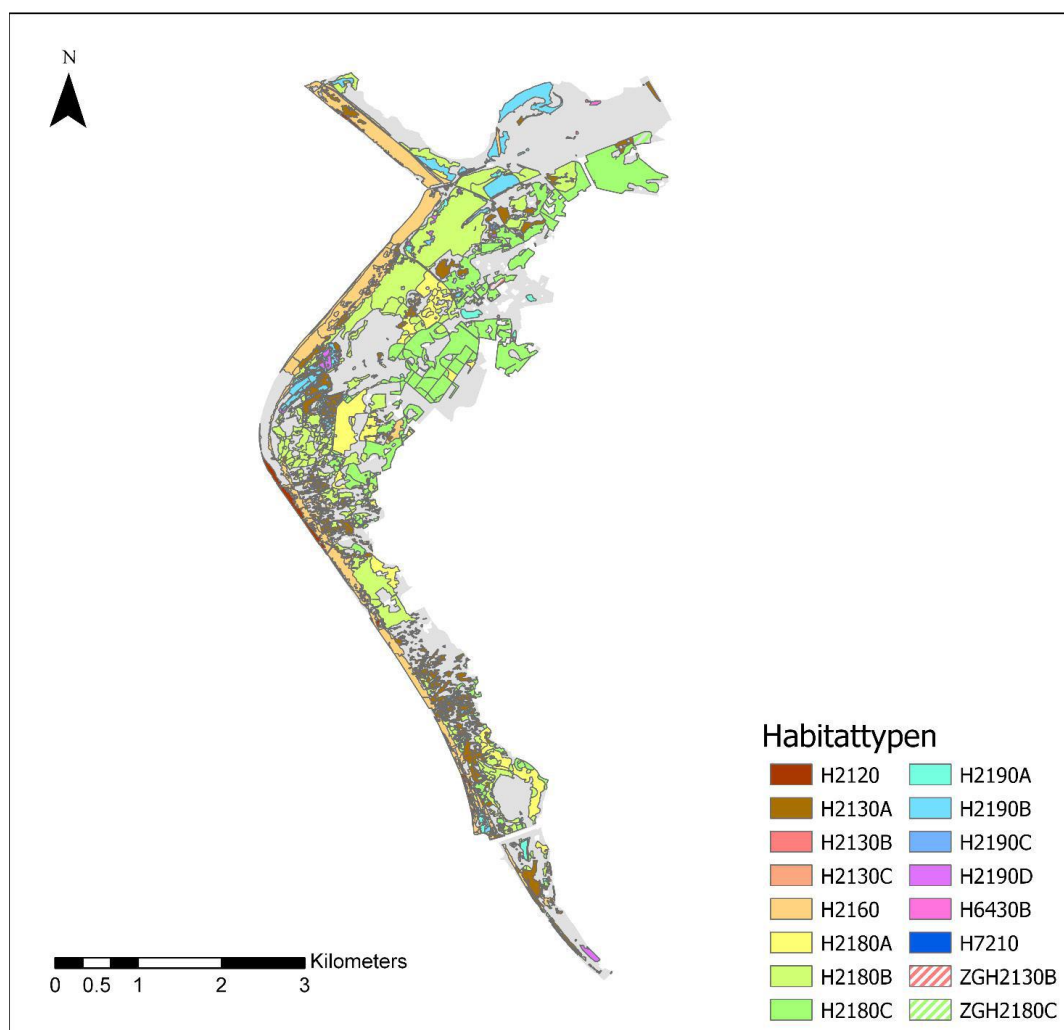 N
Habitattypen
H2120 H2190A
H2130A H2190B
H2130B H2190C
H2130C H2190D
H2160 H6430B
H2180A H7210
H2180B ZGH2130B
H2180C ZGH2180C
Kilometers
0 0.5 1 2 3